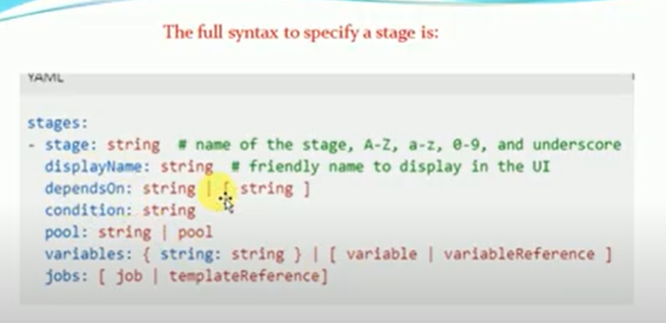 The full syntax to specify a stage is:
YAML
stages:
- stage: string # name of the stage, A-Z, a-z, 0-9, and underscore
displayName: string # friendly name to display in the UI
dependsOn: string | [ string ]
condition: string
pool: string | pool
variables: { string: string } | [ variable | variableReference ]
jobs: [ job | templateReference]